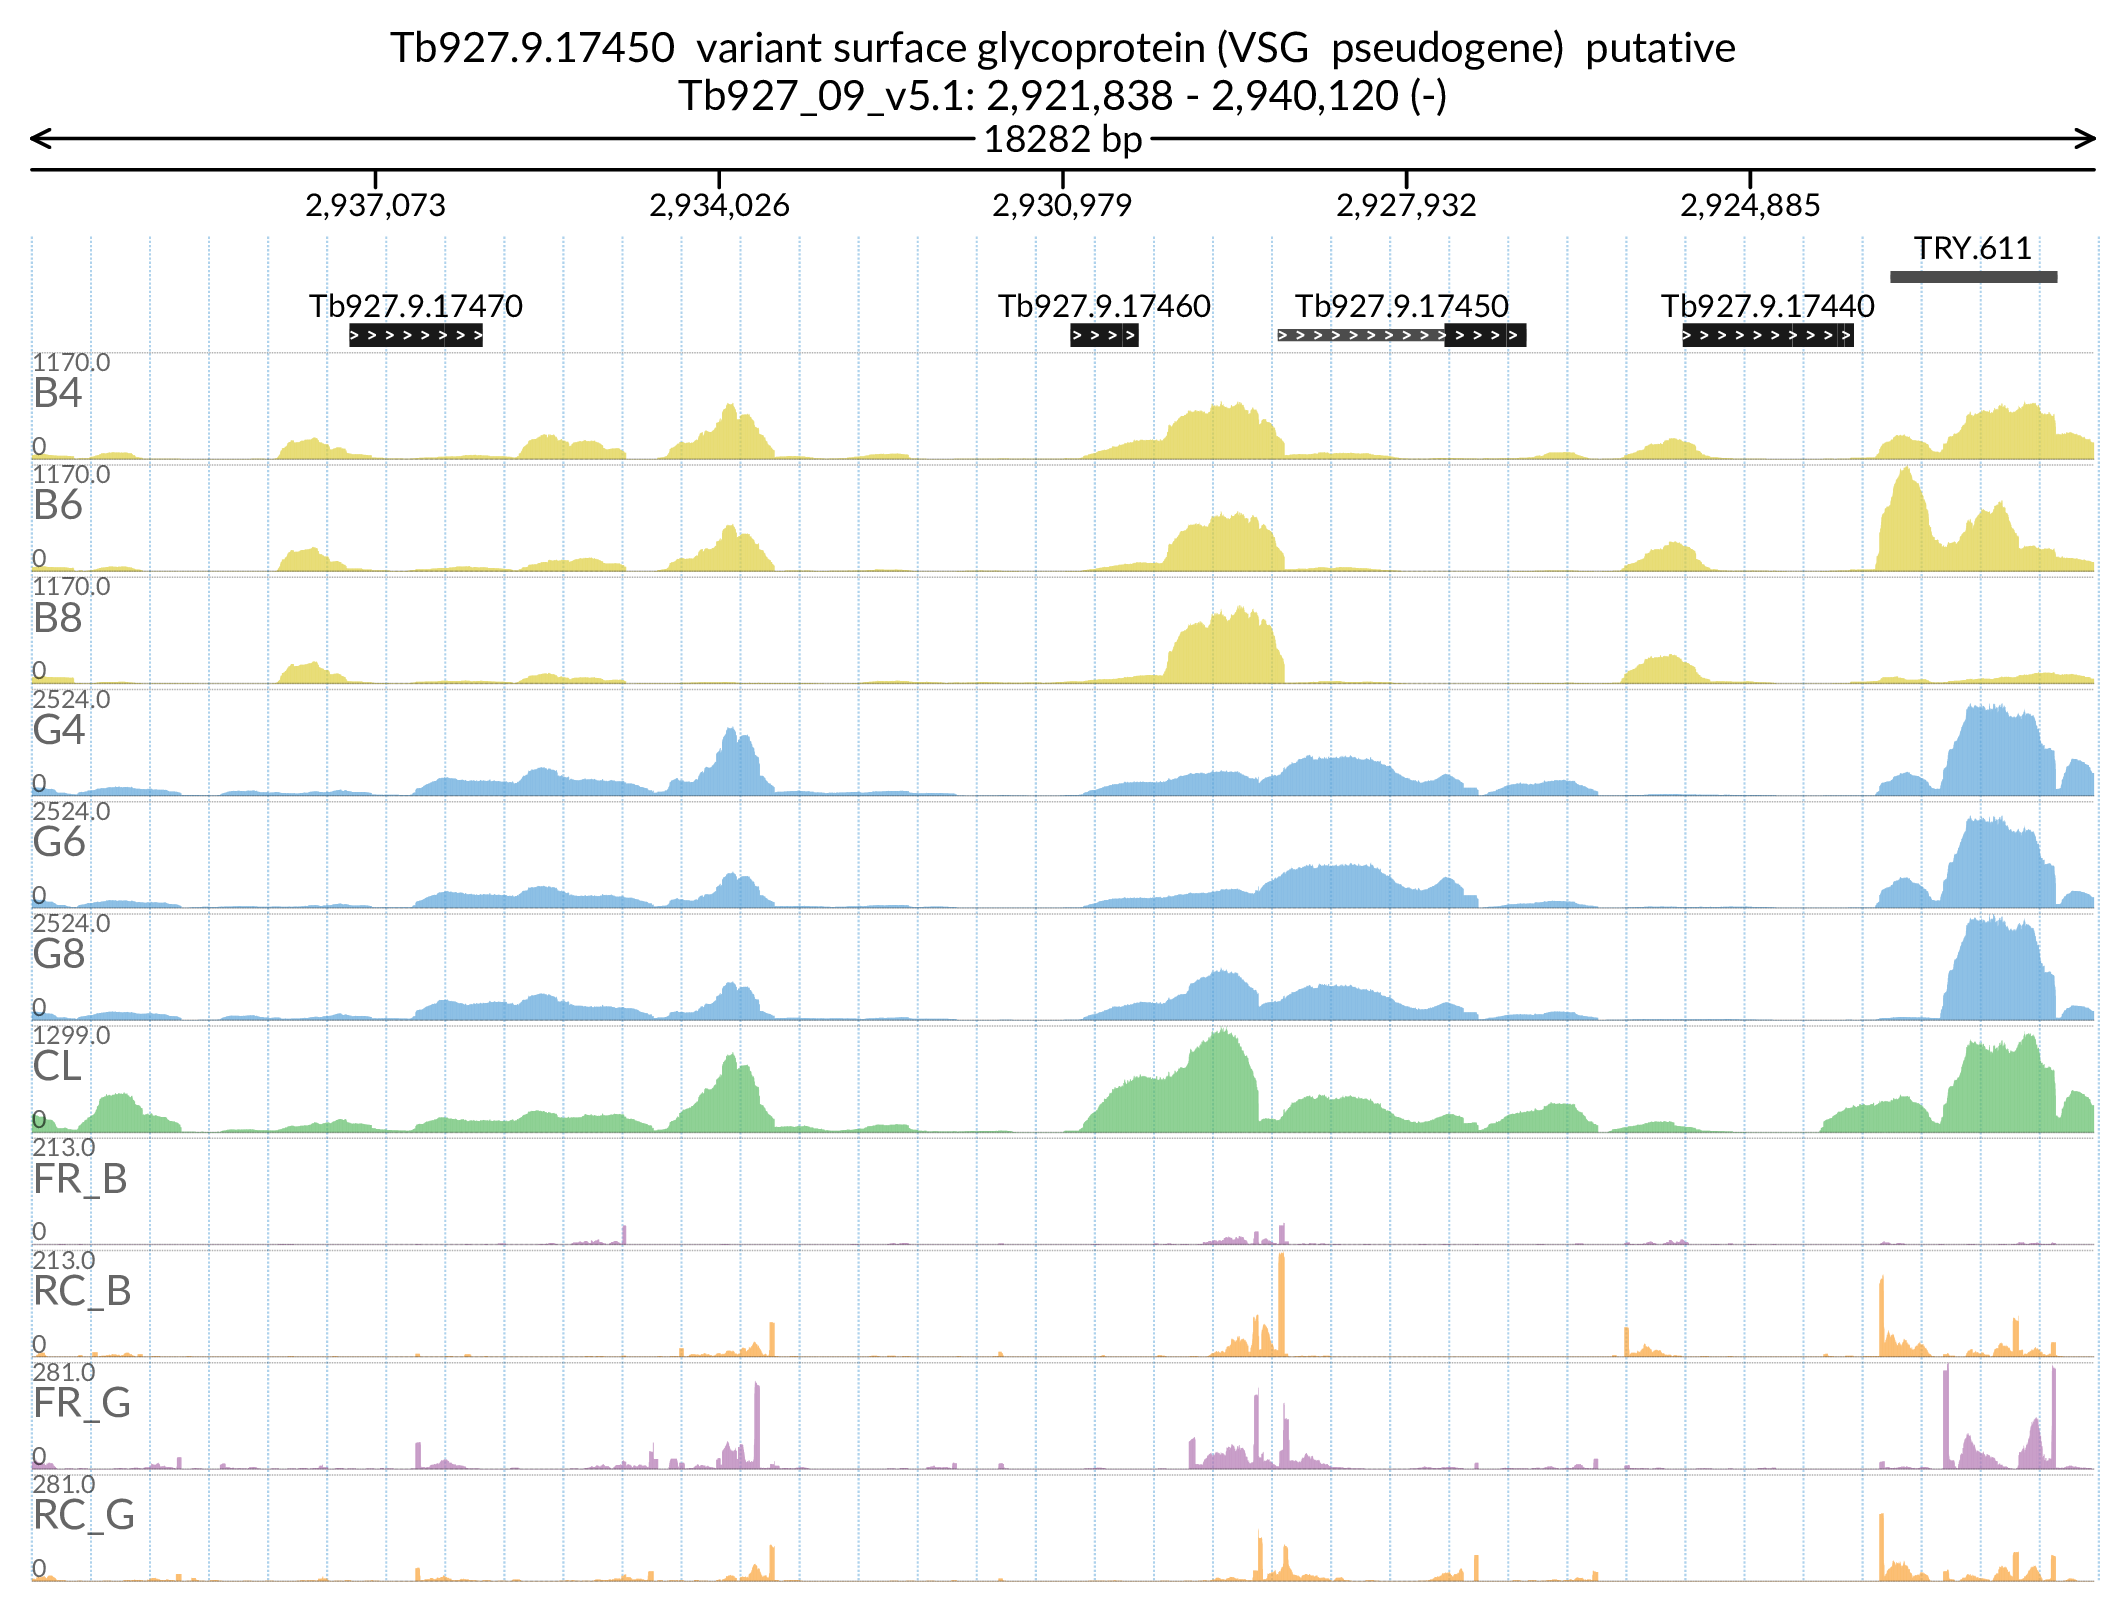 Tb927.9.17450 variant surface glycoprotein (VSG pseudogene) putative
Tb927_09_v5.1: 2,921,838 - 2,940,120 (-)
18282 bp
2,937,073 2,934,026 2,930,979 2,927,932 2,924,885
TRY.611
Tb927.9.17470 Tb927.9.17460 Tb927.9.17450 Tb927.9.17440
1170.0
B4
0
1170.0
B6
0
1170.0
B8
0
2524.0
G4
0
2524.0
G6
0
2524.0
G8
0
1299.0
CL
0
213.0
FR_B
0
213.0
RC_B
0
281.0
FR_G
0
281.0
RC_G
0